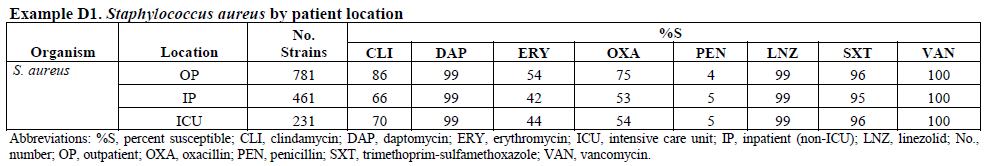 Example D1. Staphylococcus aureus by patient location
Organism Location No. Strains %S
CLI DAP ERY OXA PEN LNZ SXT VAN
S. aureus OP 781 86 99 54 75 4 99 96 100
IP 461 66 99 42 53 5 99 95 100
ICU 231 70 99 44 54 5 99 96 100
Abbreviations: %S, percent susceptible; CLI, clindamycin; DAP, daptomycin; ERY, erythromycin; ICU, intensive care unit; IP, inpatient (non-ICU); LNZ, linezolid; No.,
number; OP, outpatient; OXA, oxacillin; PEN, penicillin; SXT, trimethoprim-sulfamethoxazole; VAN, vancomycin.